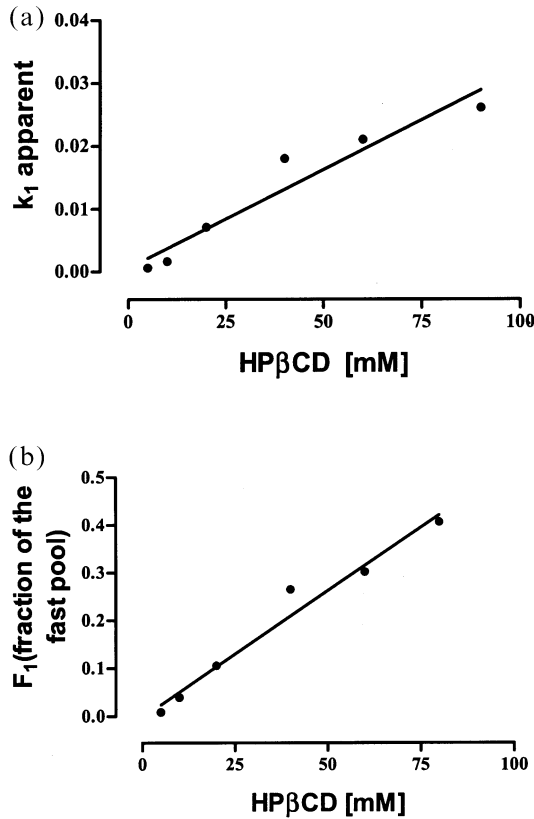 (a)
k1 apparent
0.04
0.03
0.02
0.01
0.00
0 25 50 75 100
HPβCD [mM]
(b)
F1(fraction of the
fast pool)
0.5
0.4
0.3
0.2
0.1
0.0
0 25 50 75 100
HPβCD [mM]